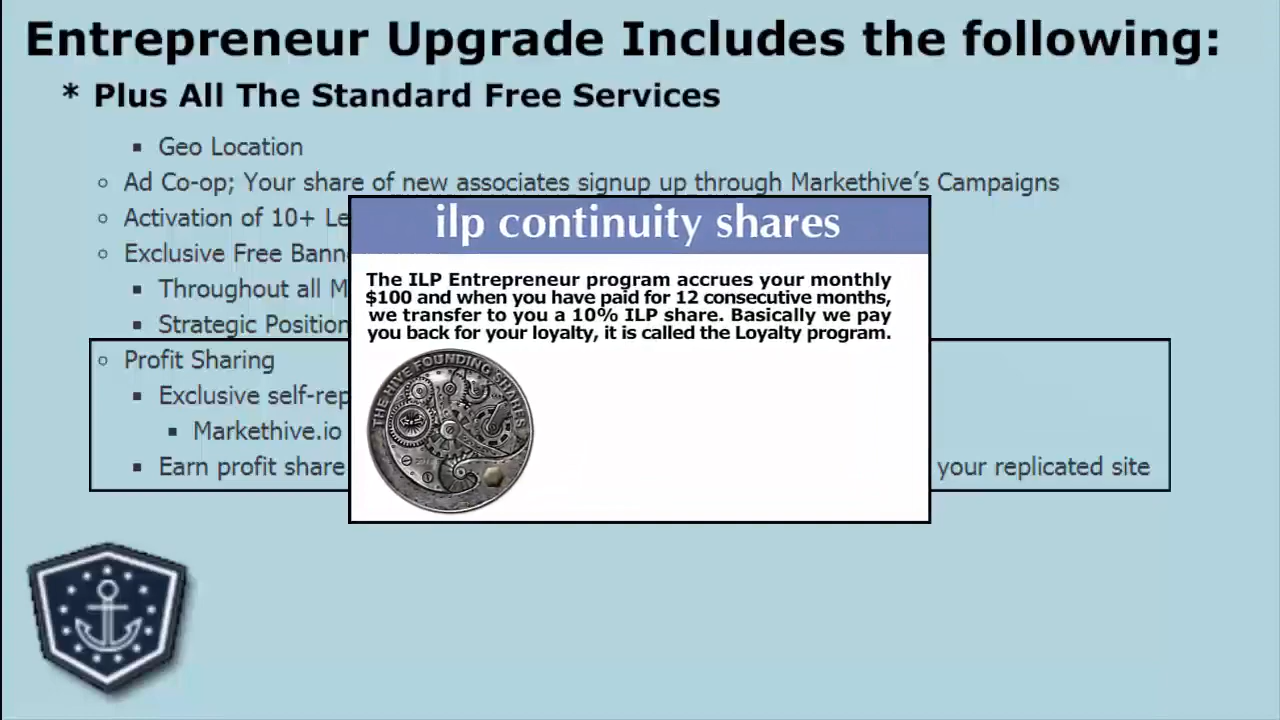 Entrepreneur Upgrade Includes the following:
* Plus All The Standard Free Services
Geo Location
Ad Co-op; Your share of new associates signup up through Markethive's Campaigns
Activation of 10+ Le
Exclusive Free Bann
Throughout all M
Strategic Position
Profit Sharing
Exclusive self-rep
Markethive.io
Earn profit share
your replicated site
ilp continuity shares
The ILP Entrepreneur program accrues your monthly
$100 and when you have paid for 12 consecutive months,
we transfer to you a 10% ILP share. Basically we pay
you back for your loyalty, it is called the Loyalty program.
THE HIVE FOUNDING SHARES